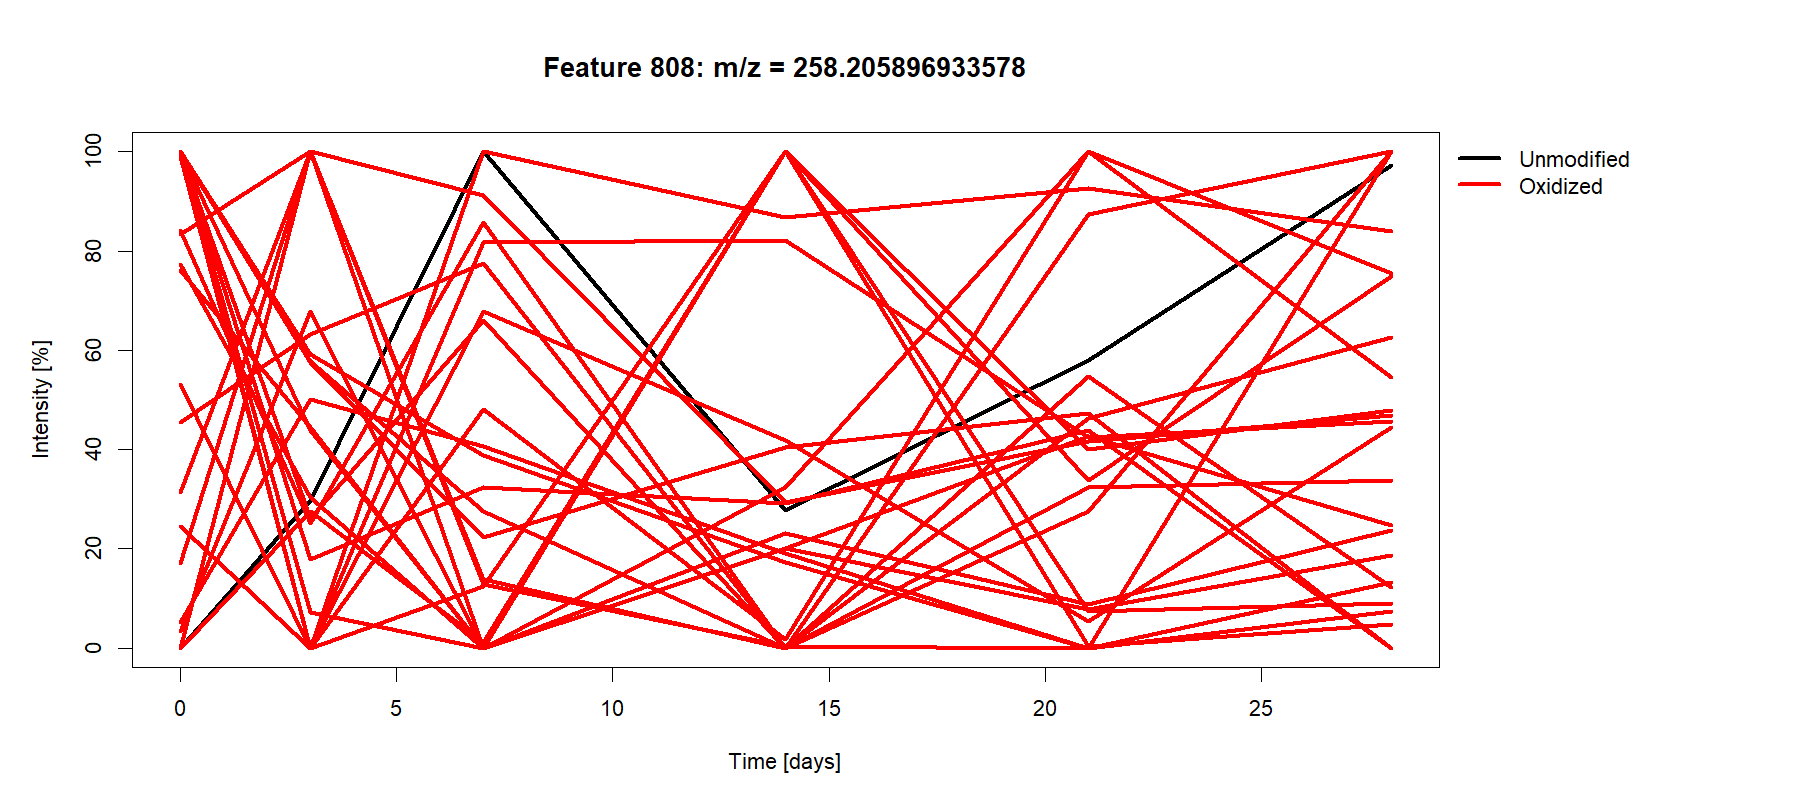 Feature 808: m/z = 258.205896933578
Unmodified
Oxidized
100
80
60
40
20
0
Intensity [%]
0 5 10 15 20 25
Time [days]